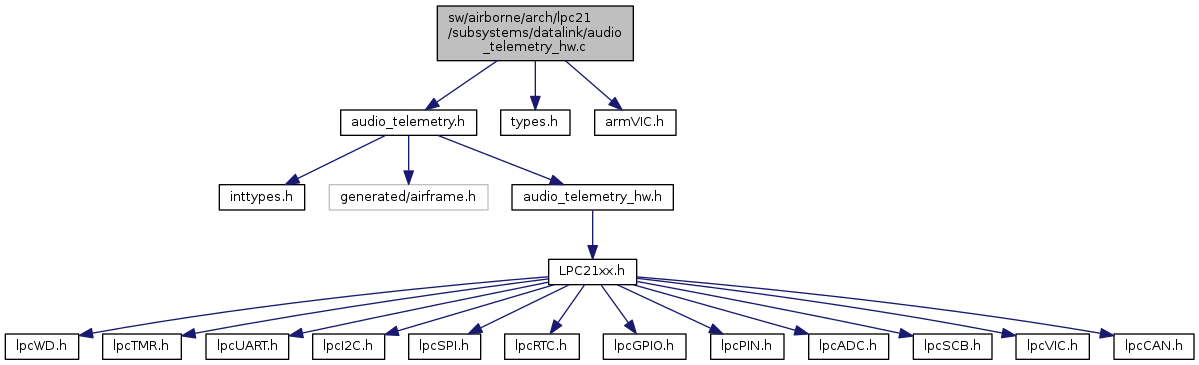 sw/airborne/arch/lpc21
/subsystems/datalink/audio
_telemetry_hw.c
audio_telemetry.h
types.h
armVIC.h
inttypes.h
generated/airframe.h
audio_telemetry_hw.h
LPC21xx.h
lpcWD.h
lpcTMR.h
lpcUART.h
lpcI2C.h
lpcSPI.h
lpcRTC.h
lpcGPIO.h
lpcPIN.h
lpcADC.h
lpcSCB.h
lpcVIC.h
lpcCAN.h